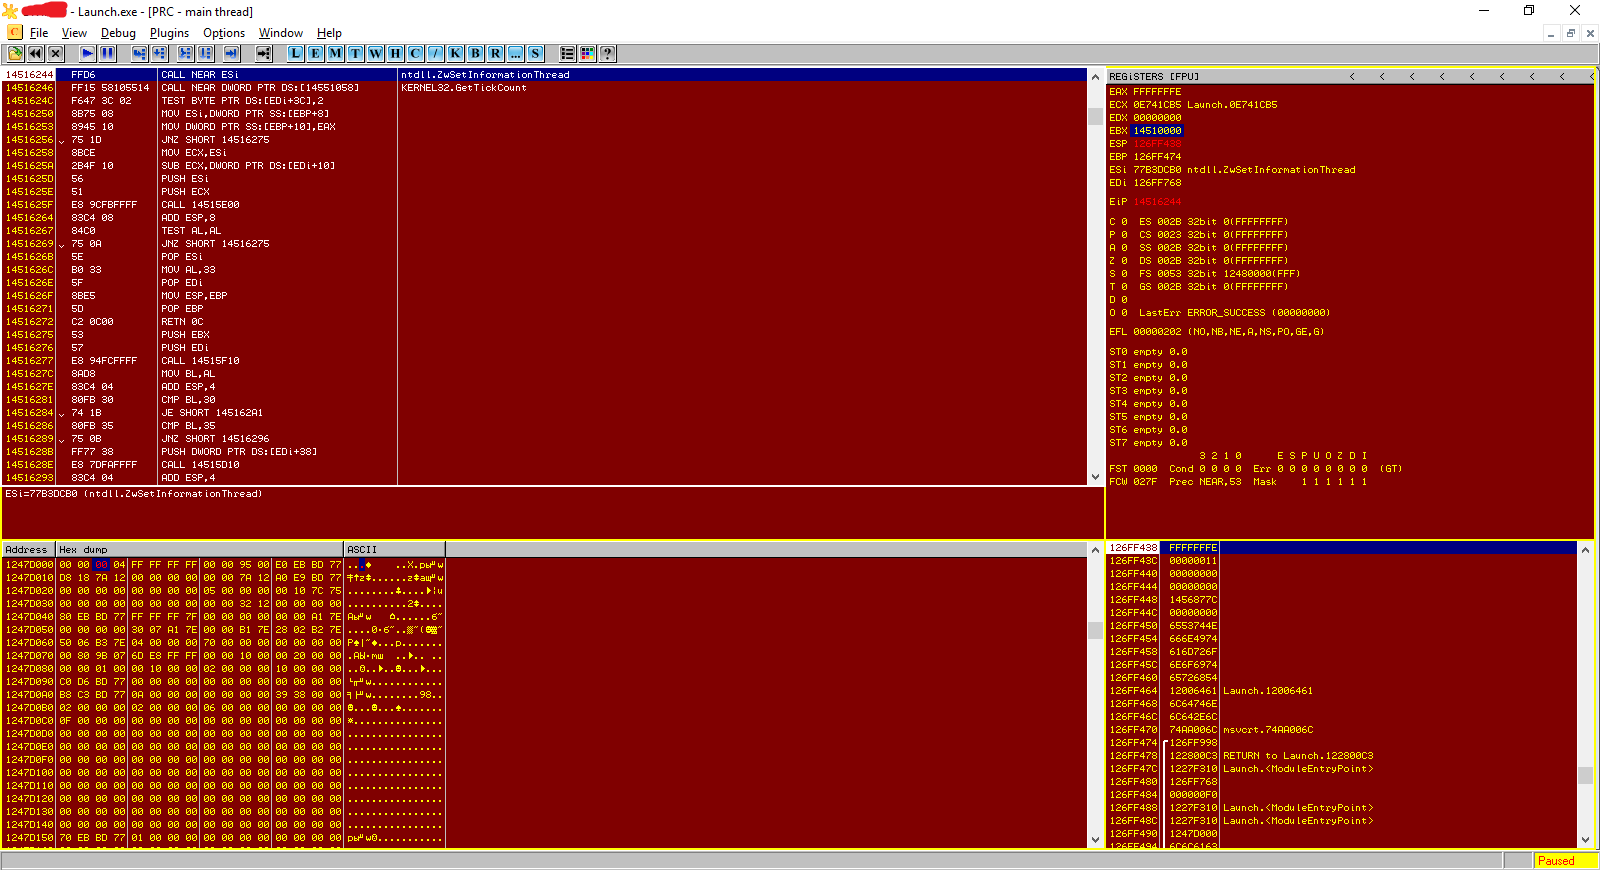 - Launch.exe - [PRC - main thread]
File View Debug Plugins Options Window Help
L E M T W H C / K B R ... S ?
14516244 FFD6 CALL NEAR ESi ntdll.ZwSetInformationThread
14516246 FF15 58105514 CALL NEAR DWORD PTR DS:[14551058] KERNEL32.GetTickCount
1451624C F647 3C 02 TEST BYTE PTR DS:[EDi+3C],2
14516250 8B75 08 MOV ESi,DWORD PTR SS:[EBP+8]
14516253 8945 10 MOV DWORD PTR SS:[EBP+10],EAX
14516256 75 1D JNZ SHORT 14516275
14516258 8BCE MOV ECX,ESi
1451625A 2B4F 10 SUB ECX,DWORD PTR DS:[EDi+10]
1451625D 56 PUSH ESi
1451625E 51 PUSH ECX
1451625F E8 9CFBFFFF CALL 14515E00
14516264 83C4 08 ADD ESP,8
14516267 84C0 TEST AL,AL
14516269 75 0A JNZ SHORT 14516275
1451626B 5E POP ESi
1451626C B0 33 MOV AL,33
1451626E 5F POP EDi
1451626F 8BE5 MOV ESP,EBP
14516271 5D POP EBP
14516272 C2 0C00 RETN 0C
14516275 53 PUSH EBX
14516276 57 PUSH EDi
14516277 E8 94FCFFFF CALL 14515F10
1451627C 8AD8 MOV BL,AL
1451627E 83C4 04 ADD ESP,4
14516281 80FB 30 CMP BL,30
14516284 74 1B JE SHORT 145162A1
14516286 80FB 35 CMP BL,35
14516289 75 0B JNZ SHORT 14516296
1451628B FF77 38 PUSH DWORD PTR DS:[EDi+38]
1451628E E8 7DFAFFFF CALL 14515D10
14516293 83C4 04 ADD ESP,4
ESi=77B3DCB0 (ntdll.ZwSetInformationThread)
REGiSTERS [FPU] < < < < < < < < <
EAX FFFFFFFE
ECX 0E741CB5 Launch.0E741CB5
EDX 00000000
EBX 14510000
ESP 126FF438
EBP 126FF474
ESi 77B3DCB0 ntdll.ZwSetInformationThread
EDi 126FF768
EiP 14516244
C 0 ES 002B 32bit 0(FFFFFFFF)
P 0 CS 0023 32bit 0(FFFFFFFF)
A 0 SS 002B 32bit 0(FFFFFFFF)
Z 0 DS 002B 32bit 0(FFFFFFFF)
S 0 FS 0053 32bit 12480000(FFF)
T 0 GS 002B 32bit 0(FFFFFFFF)
D 0
O 0 LastErr ERROR_SUCCESS (00000000)
EFL 00000202 (NO,NB,NE,A,NS,PO,GE,G)
ST0 empty 0.0
ST1 empty 0.0
ST2 empty 0.0
ST3 empty 0.0
ST4 empty 0.0
ST5 empty 0.0
ST6 empty 0.0
ST7 empty 0.0
3 2 1 0 E S P U O Z D I
FST 0000 Cond 0 0 0 0 Err 0 0 0 0 0 0 0 0 (GT)
FCW 027F Prec NEAR,53 Mask 1 1 1 1 1 1
Address Hex dump ASCII
1247D000 00 00 00 04 FF FF FF FF 00 00 95 00 E0 EB BD 77
1247D010 D8 18 7A 12 00 00 00 00 00 00 7A 12 A0 E9 BD 77
1247D020 00 00 00 00 00 00 00 00 05 00 00 00 00 10 7C 75
1247D030 00 00 00 00 00 00 00 00 00 00 32 12 00 00 00 00
1247D040 80 EB BD 77 FF FF FF 7F 00 00 00 00 00 00 A1 7E
1247D050 00 00 00 00 30 07 A1 7E 00 00 B1 7E 28 02 B2 7E
1247D060 50 06 B3 7E 04 00 00 00 70 00 00 00 00 00 00 00
1247D070 00 80 9B 07 6D E8 FF FF 00 00 10 00 00 20 00 00
1247D080 00 00 01 00 00 10 00 00 02 00 00 00 10 00 00 00
1247D090 C0 D6 BD 77 00 00 00 00 00 00 00 00 00 00 00 00
1247D0A0 B8 C3 BD 77 0A 00 00 00 00 00 00 00 39 38 00 00
1247D0B0 02 00 00 00 02 00 00 00 06 00 00 00 00 00 00 00
1247D0C0 0F 00 00 00 00 00 00 00 00 00 00 00 00 00 00 00
1247D0D0 00 00 00 00 00 00 00 00 00 00 00 00 00 00 00 00
1247D0E0 00 00 00 00 00 00 00 00 00 00 00 00 00 00 00 00
1247D0F0 00 00 00 00 00 00 00 00 00 00 00 00 00 00 00 00
1247D100 00 00 00 00 00 00 00 00 00 00 00 00 00 00 00 00
1247D110 00 00 00 00 00 00 00 00 00 00 00 00 00 00 00 00
1247D120 00 00 00 00 00 00 00 00 00 00 00 00 00 00 00 00
1247D130 00 00 00 00 00 00 00 00 00 00 00 00 00 00 00 00
1247D140 00 00 00 00 00 00 00 00 00 00 00 00 00 00 00 00
1247D150 70 EB BD 77 01 00 00 00 00 00 00 00 00 00 00 00
126FF438 FFFFFFFE
126FF43C 00000011
126FF440 00000000
126FF444 00000000
126FF448 1456877C
126FF44C 00000000
126FF450 6553744E
126FF454 666E4974
126FF458 616D726F
126FF45C 6E6F6974
126FF460 65726854
126FF464 12006461 Launch.12006461
126FF468 6C64746E
126FF46C 6C642E6C
126FF470 74AA006C msvcrt.74AA006C
126FF474 126FF998
126FF478 122800C3 RETURN to Launch.122800C3
126FF47C 1227F310 Launch.<ModuleEntryPoint>
126FF480 126FF768
126FF484 000000F0
126FF488 1227F310 Launch.<ModuleEntryPoint>
126FF48C 1227F310 Launch.<ModuleEntryPoint>
126FF490 1247D000
126FF494 6C6C6163
Paused